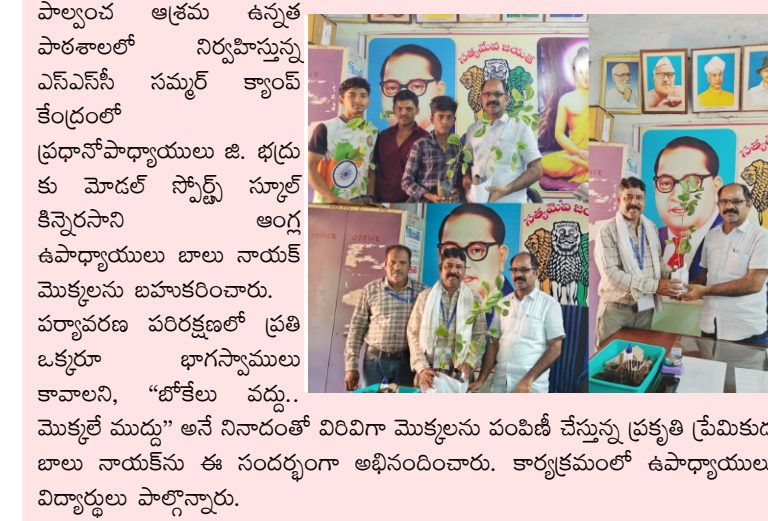 పాల్వంచ ఆశ్రమ ఉన్నత
పాఠశాలలో నిర్వహిస్తున్న
ఎస్ఎస్‌సీ సమ్మర్ క్యాంప్
కేంద్రంలో
ప్రధానోపాధ్యాయులు జి. భద్రు
కు మోడల్ స్పోర్ట్స్ స్కూల్
కిన్నెరసాని ఆంగ్ల
ఉపాధ్యాయులు బాలు నాయక్
మొక్కలను బహుకరించారు.
పర్యావరణ పరిరక్షణలో ప్రతి
ఒక్కరూ భాగస్వాములు
కావాలని, “బోకేలు వద్దు..
మొక్కలే ముద్దు” అనే నినాదంతో విరివిగా మొక్కలను పంపిణీ చేస్తున్న ప్రకృతి
బాలు నాయక్‌ను ఈ సందర్భంగా అభినందించారు. కార్యక్రమంలో
విద్యార్థులు పాల్గొన్నారు.
సత్యమేవ జయతే
OFFICE
OFFICE